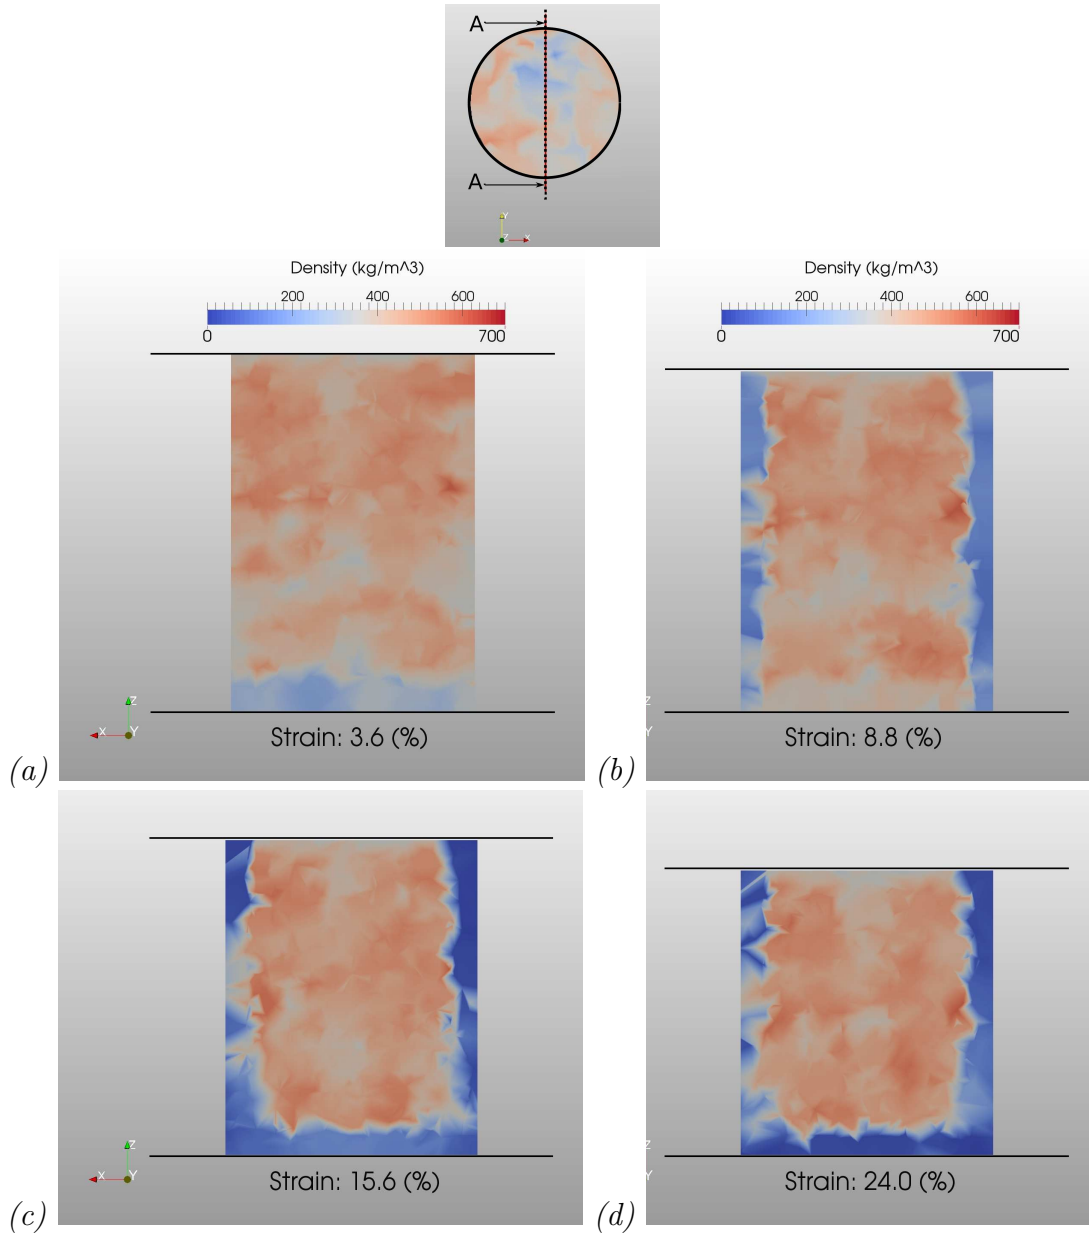 A
A
Y
Z X
Density (kg/m^3)
200 400 600
0 700
Density (kg/m^3)
200 400 600
0 700
Z
X Y
Strain: 3.6 (%)
(a)
Z
Y
Strain: 8.8 (%)
(b)
Z
X Y
Strain: 15.6 (%)
(c)
Z
Y
Strain: 24.0 (%)
(d)